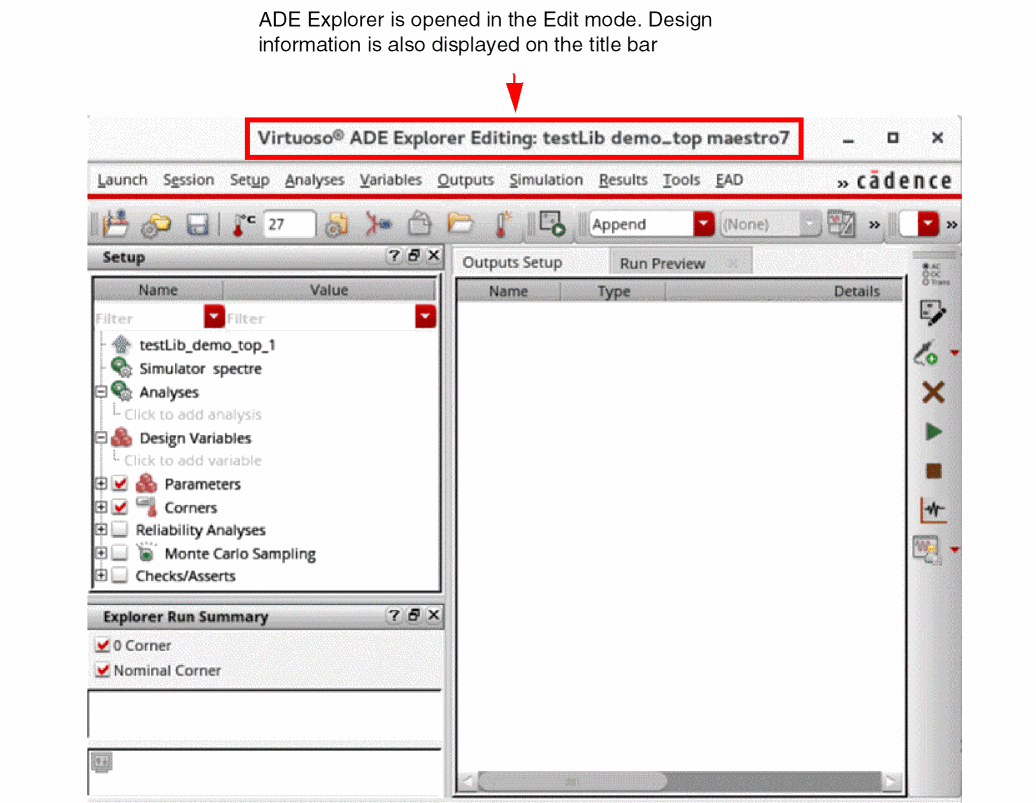 ADE Explorer is opened in the Edit mode. Design
information is also displayed on the title bar
Virtuoso® ADE Explorer Editing: testLib demo_top maestro7
Launch Session Setup Analyses Variables Outputs Simulation Results Tools EAD » cādence
°C 27 Append (None) » »
Setup
Outputs Setup Run Preview
Name Value
Name Type Details
Filter Filter
AC
DC
Trans
testLib_demo_top_1
Simulator spectre
Analyses
Click to add analysis
Design Variables
Click to add variable
Parameters
Corners
Reliability Analyses
Monte Carlo Sampling
Checks/Asserts
Explorer Run Summary
0 Corner
Nominal Corner